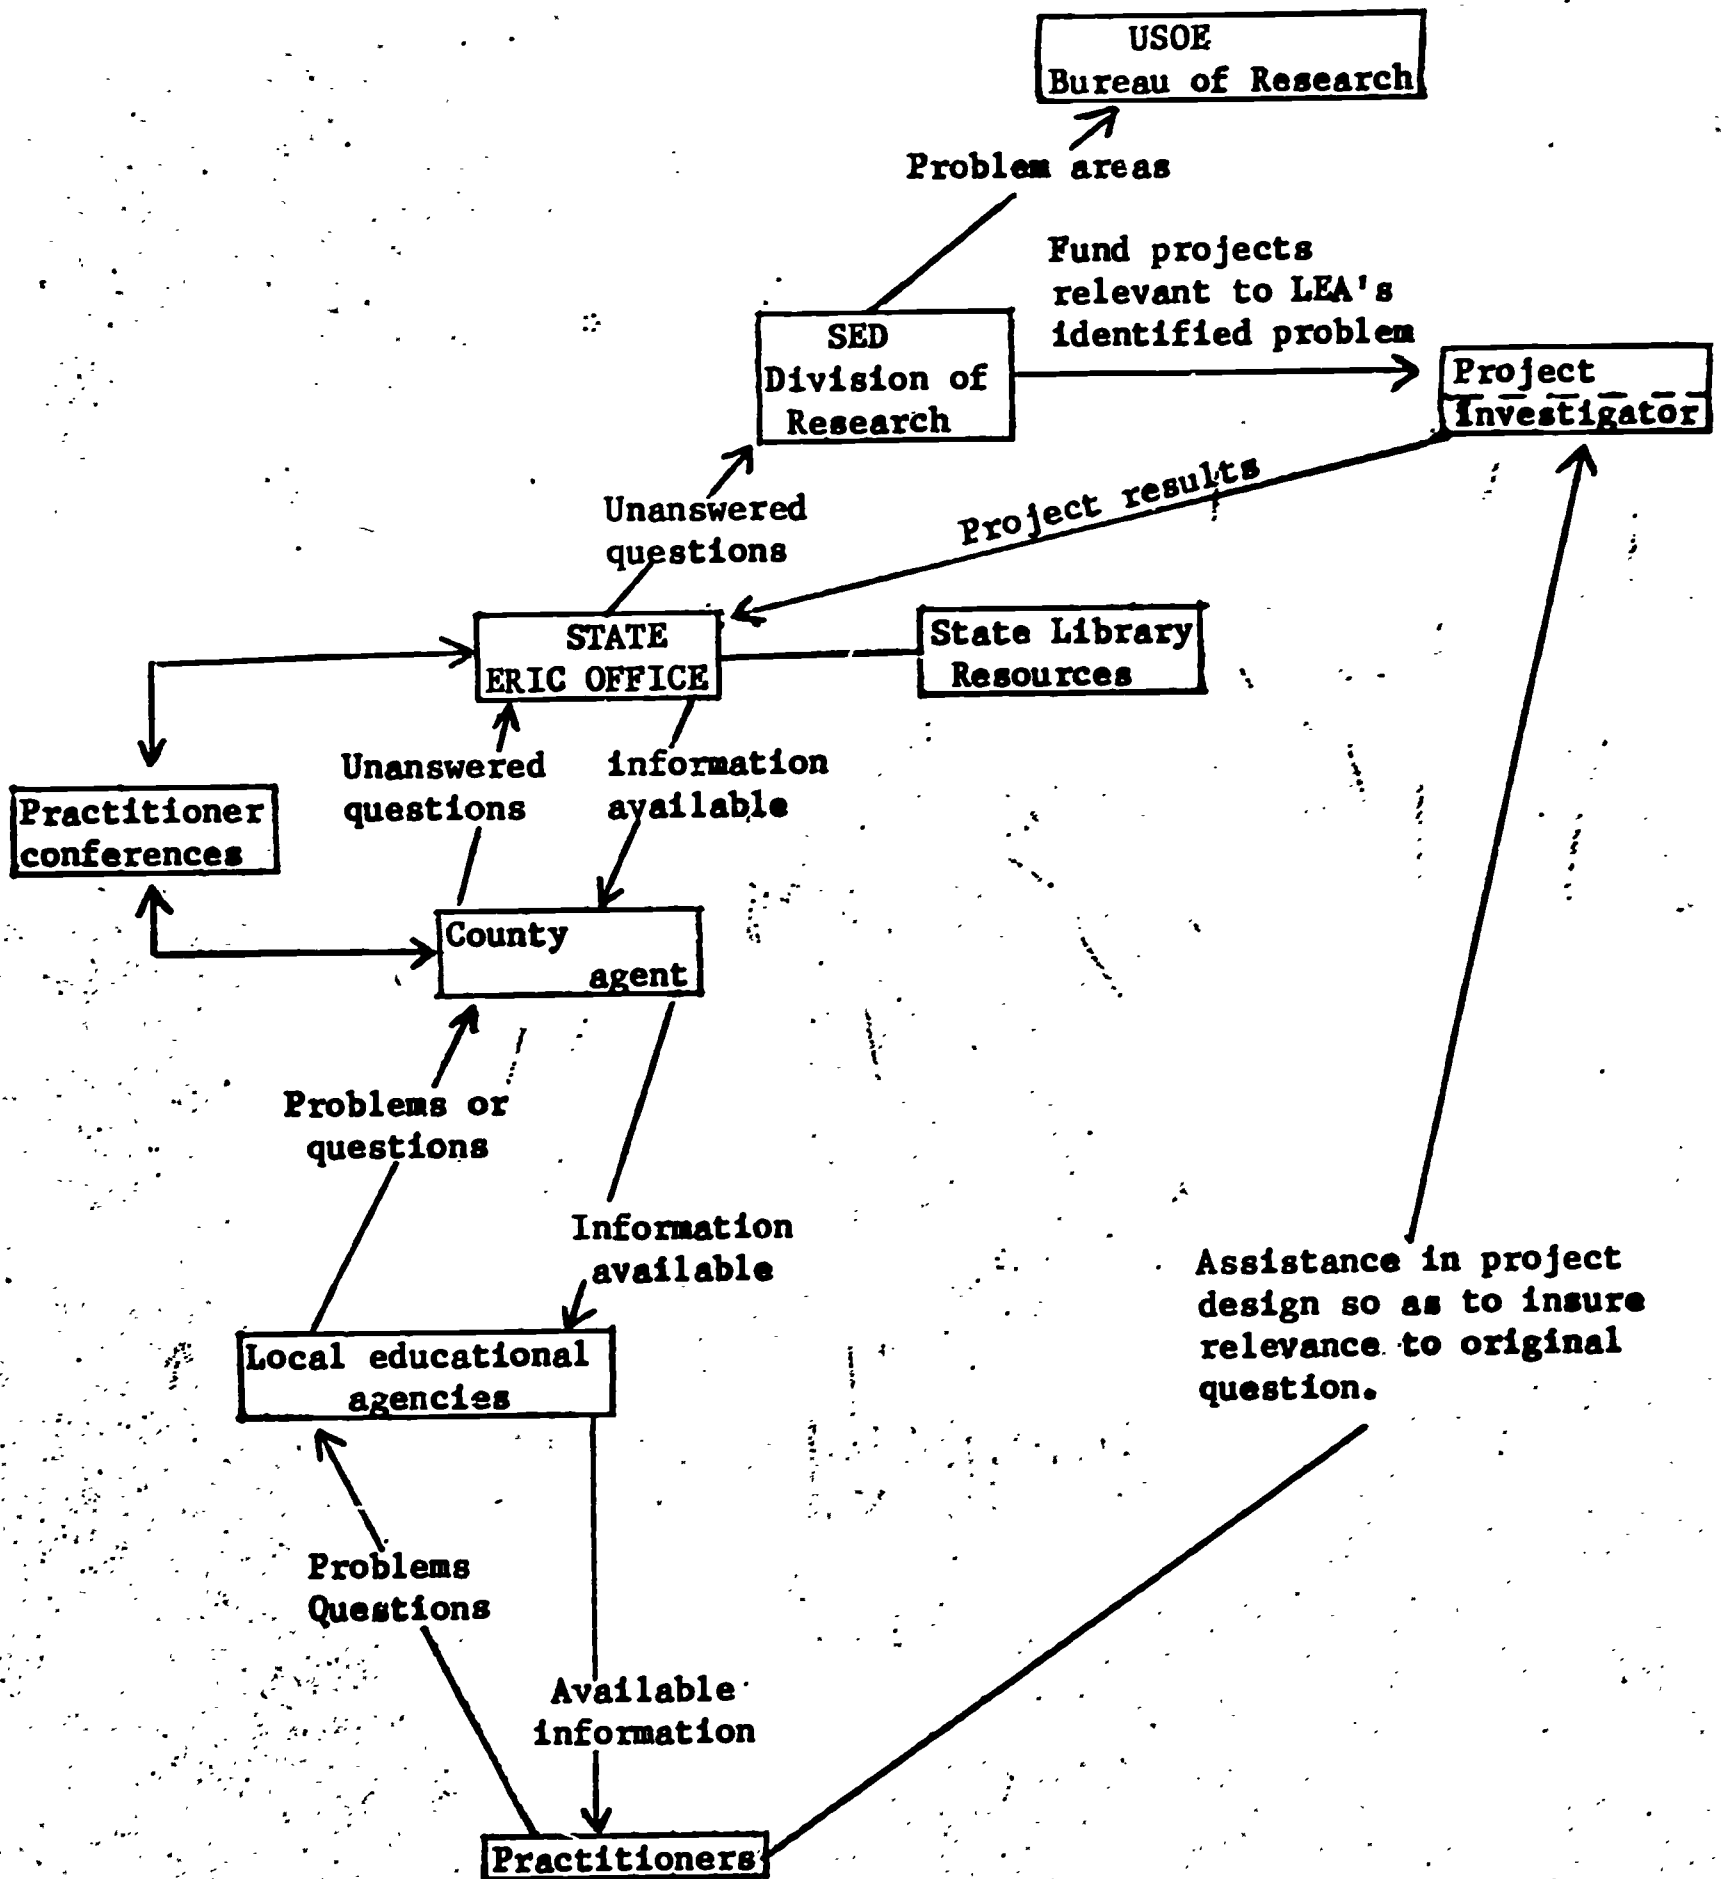 USOE
Bureau of Research
Problem areas
Fund projects
relevant to LEA's
identified problem
SED
Division of
Research
Project
Investigator
Project results
Unanswered
questions
STATE
ERIC OFFICE
State Library
Resources
Unanswered
questions
information
available
Practitioner
conferences
County
agent
Problems or
questions
Information
available
Assistance in project
design so as to insure
relevance to original
question.
Local educational
agencies
Problems
Questions
Available
information
Practitioners